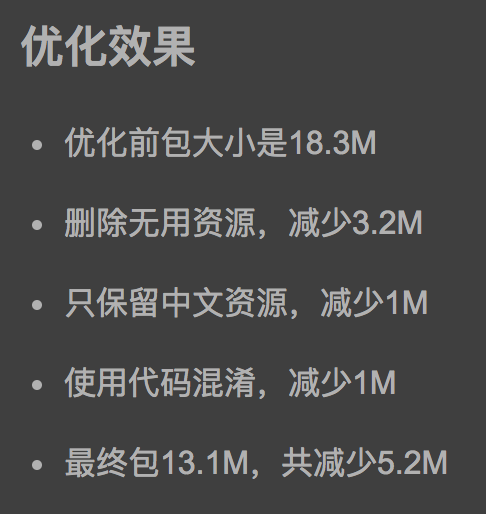 优化效果
优化前包大小是18.3M
删除无用资源，减少3.2M
只保留中文资源，减少1M
使用代码混淆，减少1M
最终包13.1M，共减少5.2M